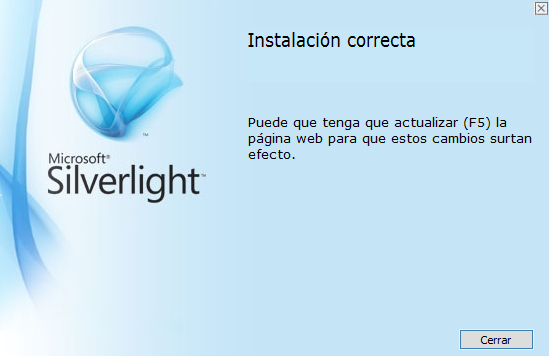 Instalación correcta
Puede que tenga que actualizar (F5) la
página web para que estos cambios surtan
efecto.
Microsoft®
Silverlight™
Cerrar